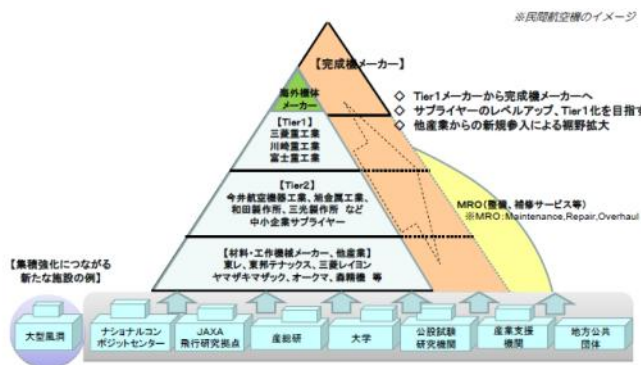 ※民間航空機のイメージ
【完成機メーカー】
海外機体
メーカー
◇ Tier1メーカーから完成機メーカーへ
◇ サプライヤーのレベルアップ、Tier1化を目指す
◇ 他産業からの新規参入による裾野拡大
【Tier1】
三菱重工業
川崎重工業
富士重工業
【Tier2】
今井航空機器工業、旭金属工業、
和田製作所、三光製作所 など
中小企業サプライヤー
MRO(整備、補修サービス等)
※MRO:Maintenance,Repair,Overhaul
【材料・工作機械メーカー、他産業】
東レ、東邦テナックス、三菱レイヨン
ヤマザキマザック、オークマ、森精機 等
【集積強化につながる
新たな施設の例】
大型風洞
ナショナルコン
ポジットセンター
JAXA
飛行研究拠点
産総研
大学
公設試験
研究機関
産業支援
機関
地方公共
団体